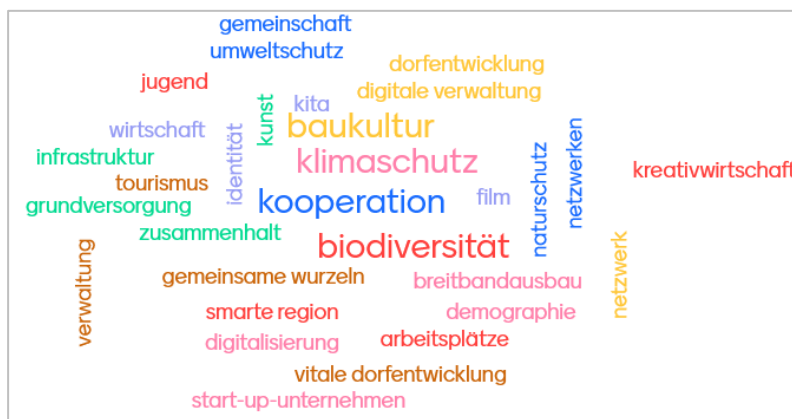 gemeinschaft
umweltschutz
dorfentwicklung
jugend
digitale verwaltung
kita
kunst
baukultur
wirtschaft
identität
klimaschutz
infrastruktur
naturschutz
netzwerken
kreativwirtschaft
tourismus
film
kooperation
grundversorgung
zusammenhalt
biodiversität
verwaltung
gemeinsame wurzeln
breitbandausbau
netzwerk
smarte region
demographie
digitalisierung
arbeitsplätze
vitale dorfentwicklung
start-up-unternehmen